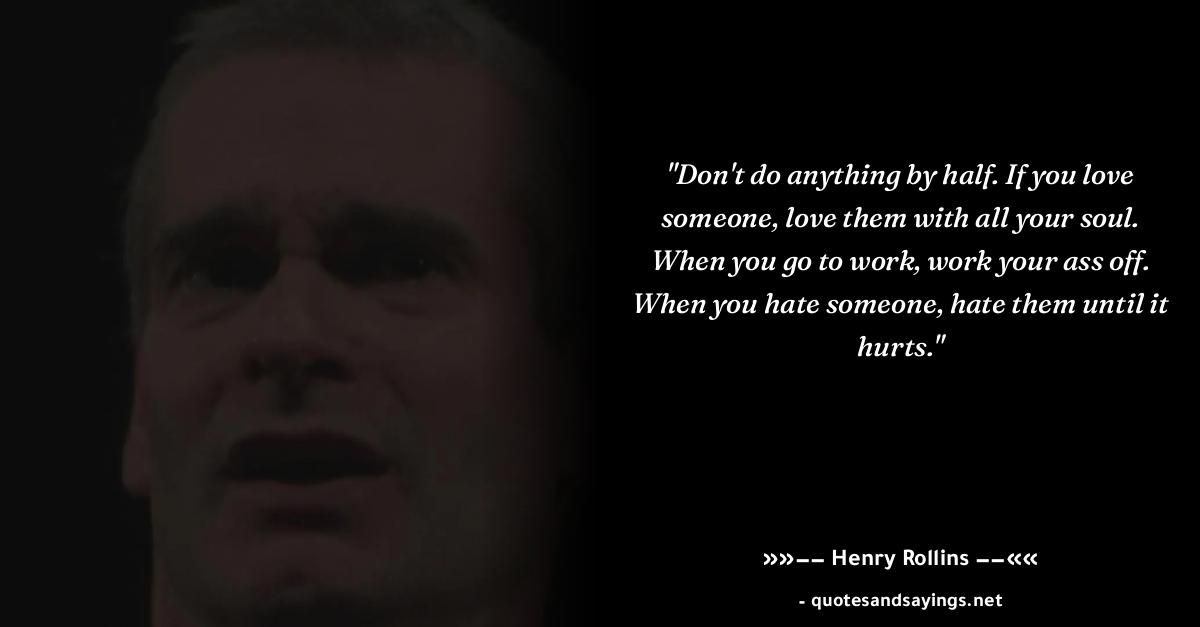 "Don't do anything by half. If you love
someone, love them with all your soul.
When you go to work, work your ass off.
When you hate someone, hate them until it
hurts."
»»—— Henry Rollins ——««
- quotesandsayings.net